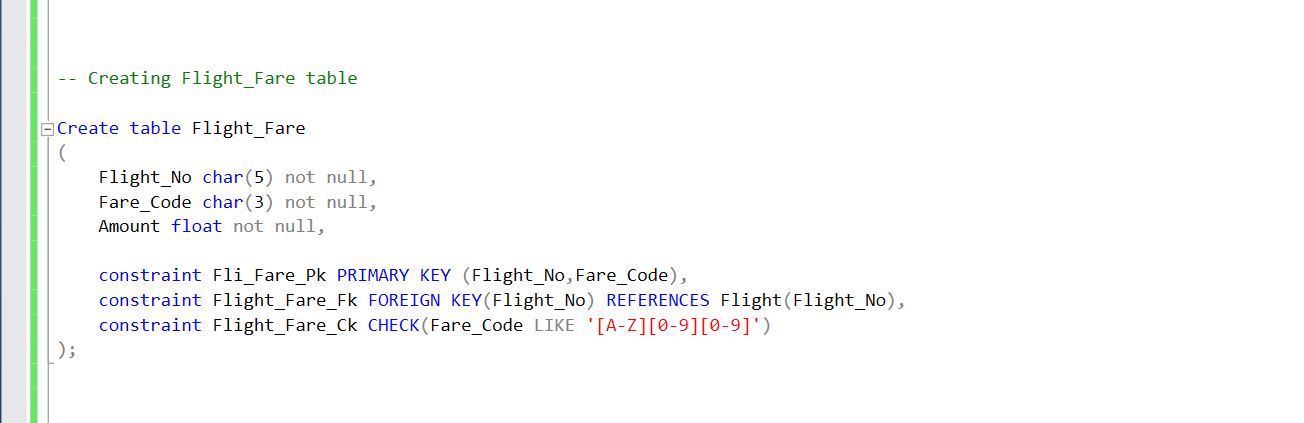 -- Creating Flight_Fare table
Create table Flight_Fare
(
Flight_No char(5) not null,
Fare_Code char(3) not null,
Amount float not null,
constraint Fli_Fare_Pk PRIMARY KEY (Flight_No,Fare_Code),
constraint Flight_Fare_Fk FOREIGN KEY(Flight_No) REFERENCES Flight(Flight_No),
constraint Flight_Fare_Ck CHECK(Fare_Code LIKE '[A-Z][0-9][0-9]')
);